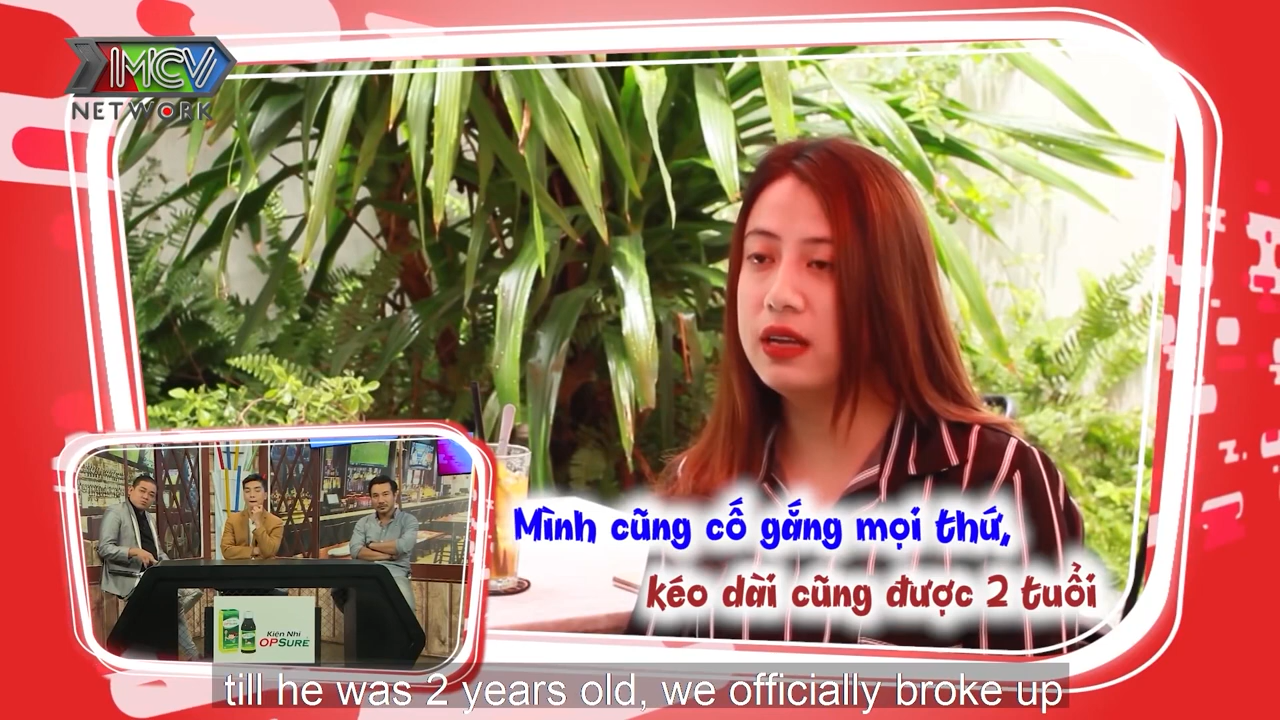 MCV
NETWORK
Mình cũng cố gắng mọi thứ,
kéo dài cũng được 2 tuổi
Kiện Nhi
OPSURE
till he was 2 years old, we officially broke up